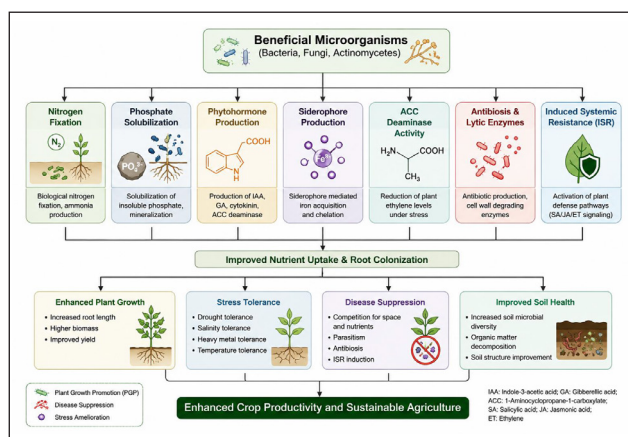 Beneficial Microorganisms
(Bacteria, Fungi, Actinomycetes)
Nitrogen
Fixation
N₂
Biological nitrogen
fixation, ammonia
production
Phosphate
Solubilization
PO₄³⁻
Solubilization of
insoluble phosphate,
mineralization
Phytohormone
Production
COOH
N
H
Production of IAA,
GA, cytokinin,
ACC deaminase
Siderophore
Production
Siderophore mediated
iron acquisition
and chelation
ACC
Deaminase
Activity
H₂N
COOH
CH₃
Reduction of plant
ethylene levels
under stress
Antibiosis &
Lytic Enzymes
Antibiotic production,
cell wall degrading
enzymes
Induced Systemic
Resistance (ISR)
Activation of plant
defense pathways
(SA/JA/ET signaling)
Improved Nutrient Uptake & Root Colonization
Enhanced Plant Growth
• Increased root length
• Higher biomass
• Improved yield
Stress Tolerance
• Drought tolerance
• Salinity tolerance
• Heavy metal tolerance
• Temperature tolerance
Disease Suppression
• Competition for space
and nutrients
• Parasitism
• Antibiosis
• ISR induction
Improved Soil Health
• Increased soil microbial
diversity
• Organic matter
decomposition
• Soil structure improvement
Plant Growth Promotion (PGP)
Disease Suppression
Stress Amelioration
Enhanced Crop Productivity and Sustainable Agriculture
IAA: Indole-3-acetic acid; GA: Gibberellic acid;
ACC: 1-Aminocyclopropane-1-carboxylate;
SA: Salicylic acid; JA: Jasmonic acid;
ET: Ethylene